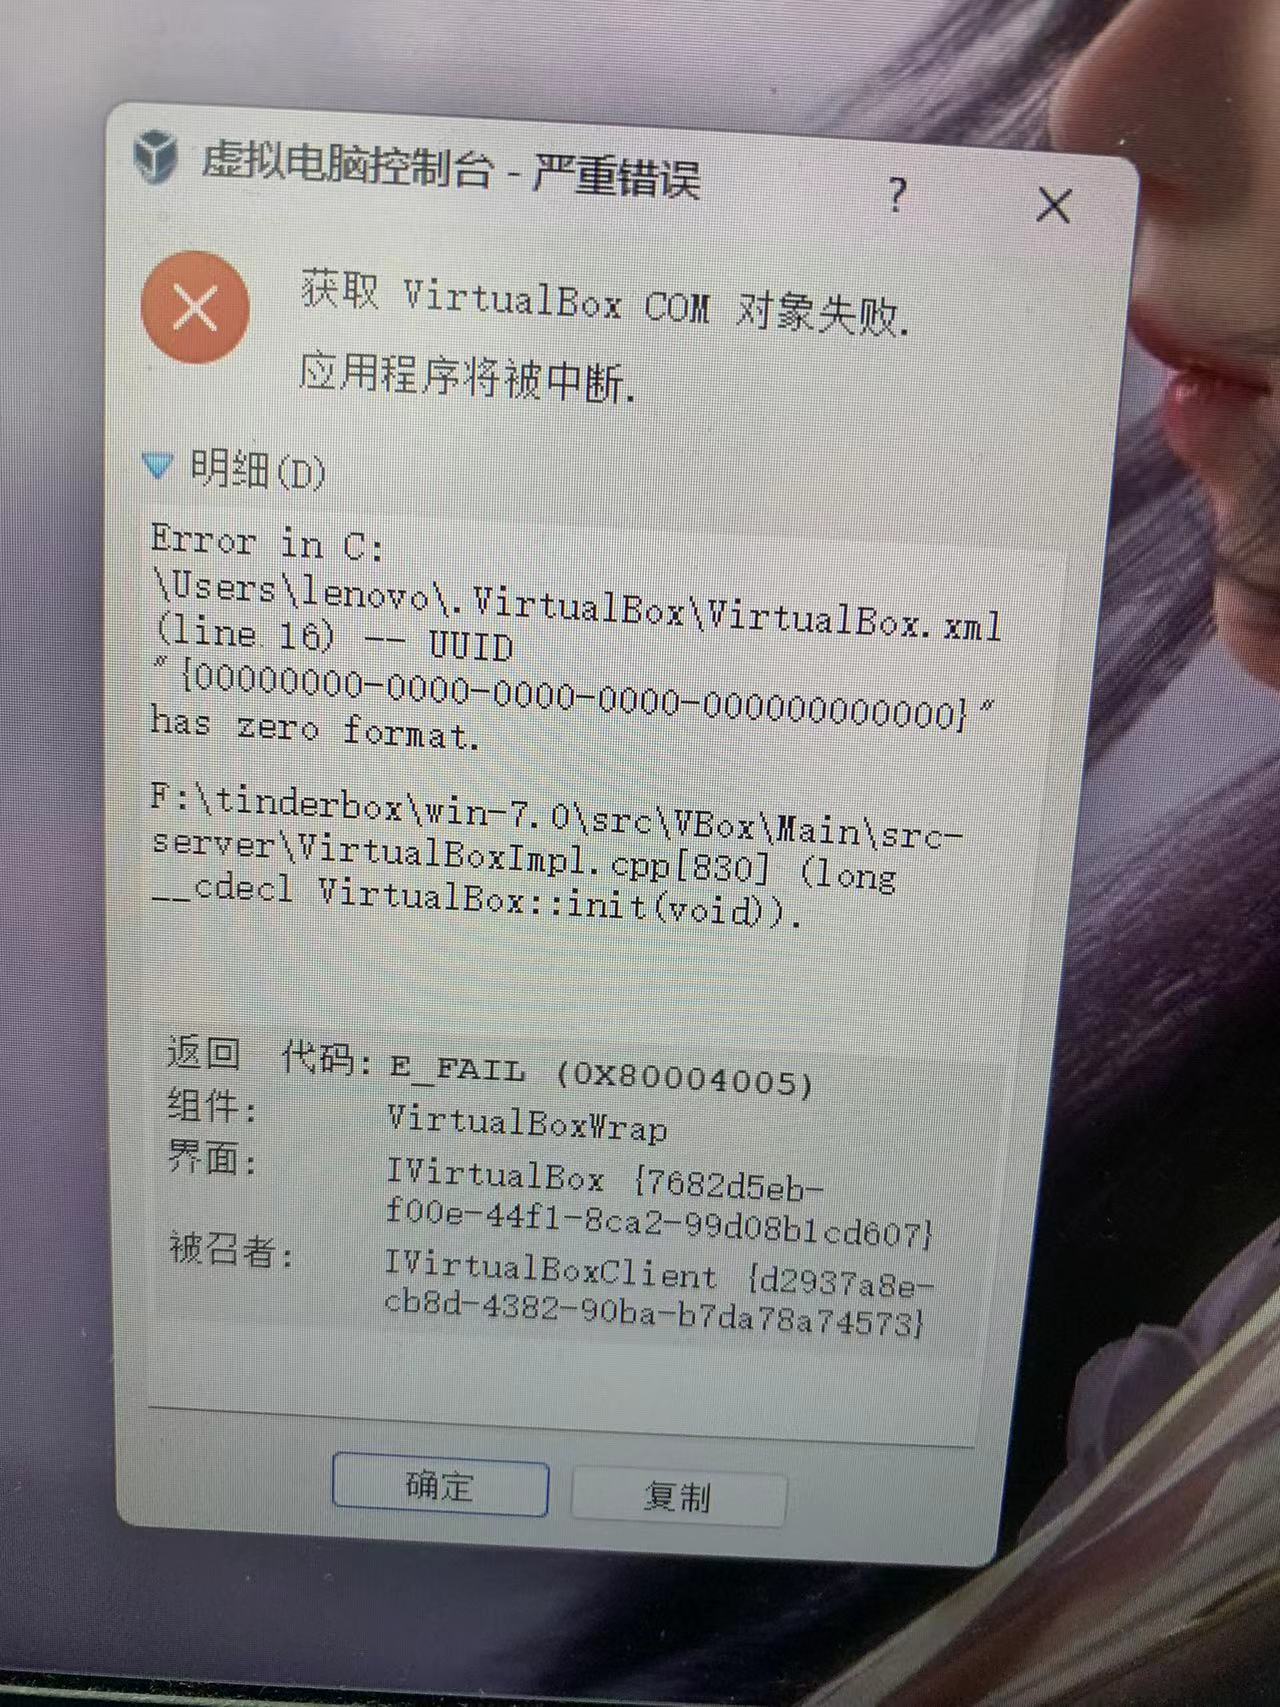 虚拟电脑控制台 - 严重错误
?
获取 VirtualBox COM 对象失败.
应用程序将被中断.
明细(D)
Error in C:
\Users\lenovo\.VirtualBox\VirtualBox.xml
(line 16) -- UUID
"{00000000-0000-0000-0000-000000000000}"
has zero format.
F:\tinderbox\win-7.0\src\VBox\Main\src-
server\VirtualBoxImpl.cpp[830] (long
__cdecl VirtualBox::init(void)).
返回 代码: E_FAIL (0X80004005)
组件: VirtualBoxWrap
界面: IVirtualBox {7682d5eb-
f00e-44f1-8ca2-99d08b1cd607}
被召者: IVirtualBoxClient {d2937a8e-
cb8d-4382-90ba-b7da78a74573}
确定 复制